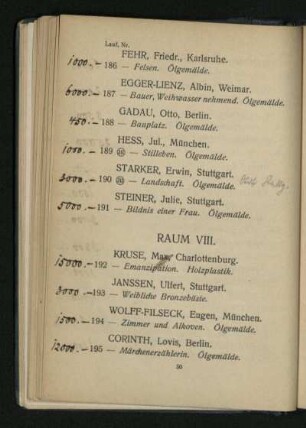 Lauf. Nr.
FEHR, Friedr., Karlsruhe.
1000.- 186 — Felsen. Ölgemälde.
EGGER-LIENZ, Albin, Weimar.
6000.- 187 — Bauer, Weihwasser nehmend. Ölgemälde.
GADAU, Otto, Berlin.
450.- 188 — Bauplatz. Ölgemälde.
HESS, Jul., München.
1000.- 189 — Stilleben. Ölgemälde.
STARKER, Erwin, Stuttgart.
3000.- 190 — Landschaft. Ölgemälde.
STEINER, Julie, Stuttgart.
5000.- 191 — Bildnis einer Frau. Ölgemälde.
RAUM VIII.
KRUSE, Max, Charlottenburg.
15000.- 192 — Emanzipation. Holzplastik.
JANSSEN, Ulfert, Stuttgart.
3000.- 193 — Weibliche Bronzebüste.
WOLFF-FILSECK, Eugen, München.
1500.- 194 — Zimmer und Alkoven. Ölgemälde.
CORINTH, Lovis, Berlin.
12000.- 195 — Märchenerzählerin. Ölgemälde.
30